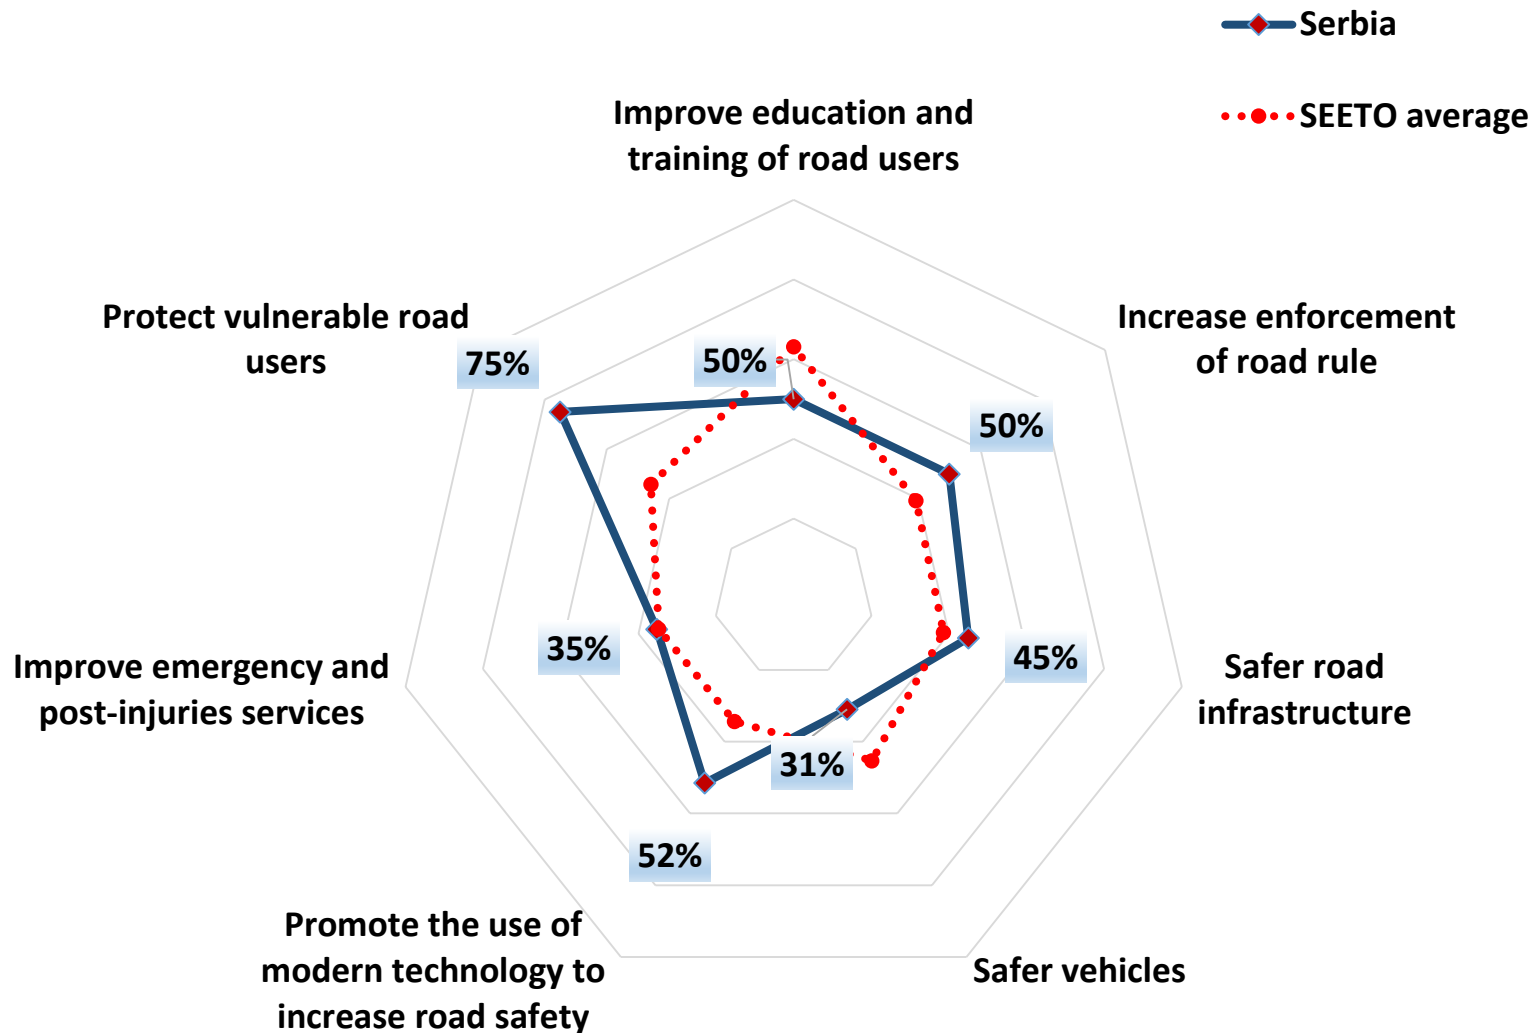 Serbia
SEETO average
Improve education and
training of road users
Protect vulnerable road
users
Increase enforcement
of road rule
75%
50%
50%
35%
45%
Improve emergency and
post-injuries services
Safer road
infrastructure
31%
52%
Promote the use of
modern technology to
increase road safety
Safer vehicles